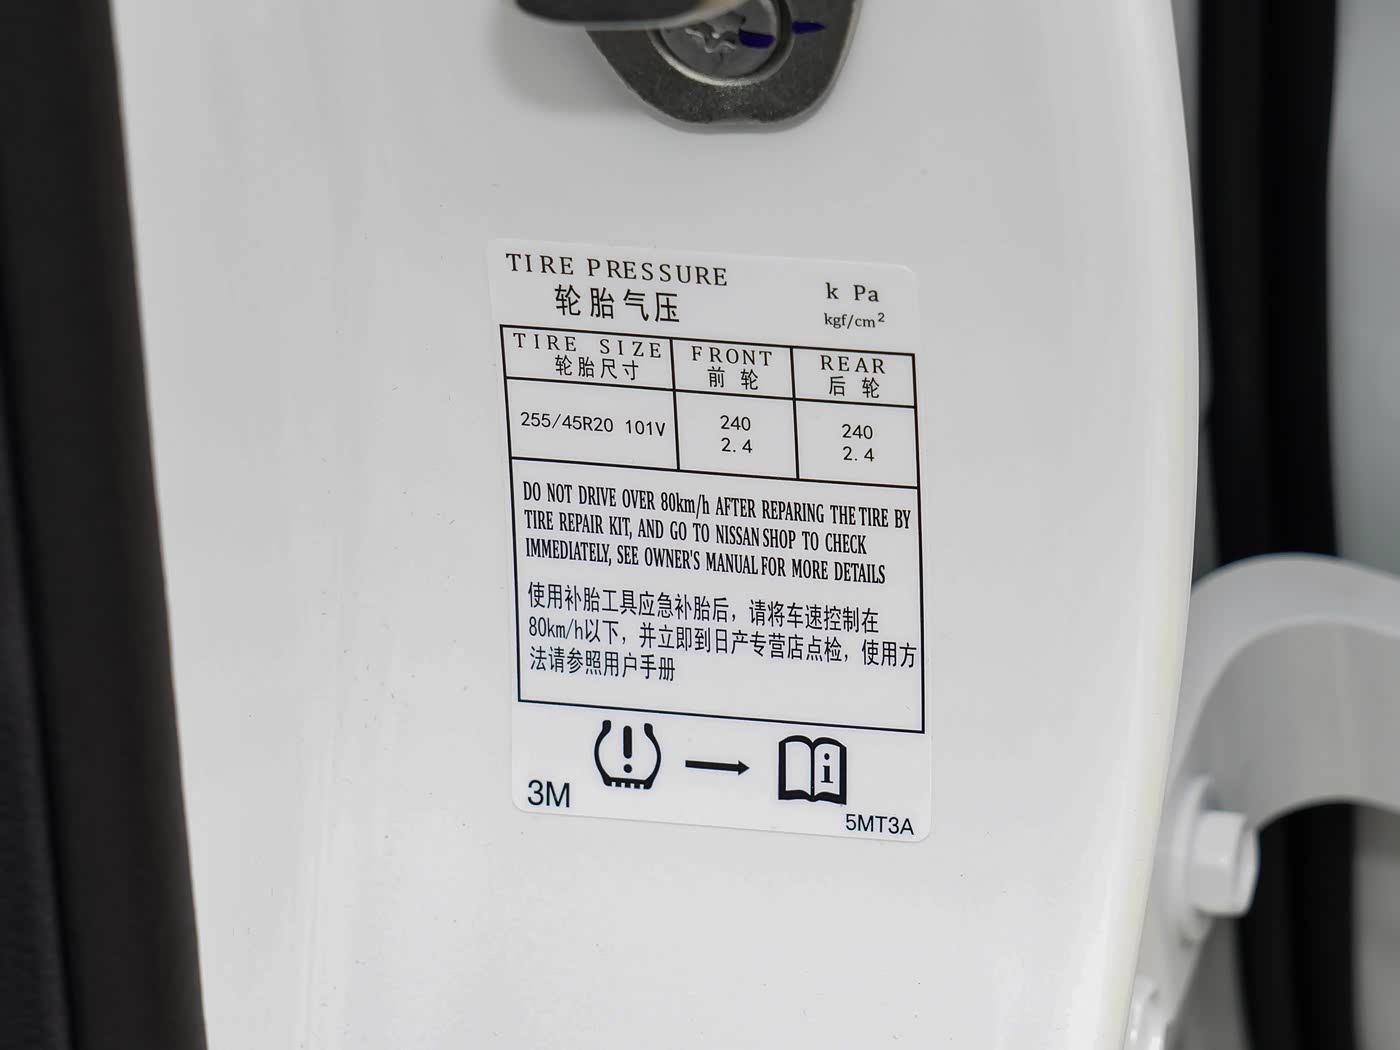 TIRE PRESSURE
轮胎气压
k Pa
kgf/cm²
TIRE SIZE FRONT REAR
轮胎尺寸 前 轮 后 轮
255/45R20 101V 240 240
2.4 2.4
DO NOT DRIVE OVER 80km/h AFTER REPARING THE TIRE BY
TIRE REPAIR KIT, AND GO TO NISSAN SHOP TO CHECK
IMMEDIATELY, SEE OWNER'S MANUAL FOR MORE DETAILS
使用补胎工具应急补胎后，请将车速控制在
80km/h以下，并立即到日产专营店点检，使用方
法请参照用户手册
3M
5MT3A